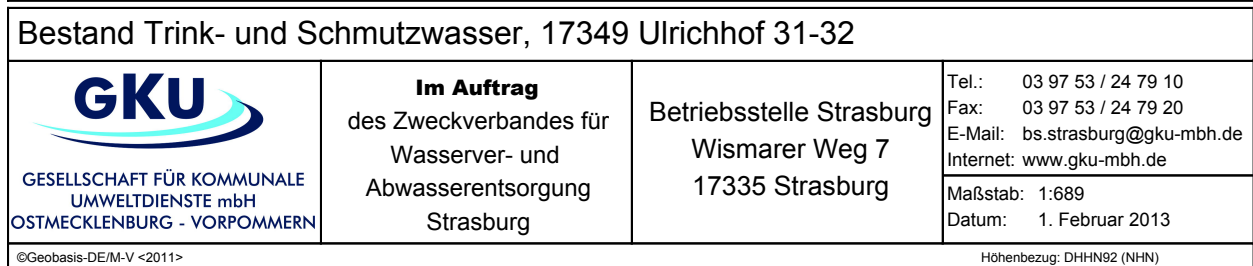 Bestand Trink- und Schmutzwasser, 17349 Ulrichhof 31-32
GKU
GESELLSCHAFT FÜR KOMMUNALE
UMWELTDIENSTE mbH
OSTMECKLENBURG - VORPOMMERN
Im Auftrag
des Zweckverbandes für
Wasserver- und
Abwasserentsorgung
Strasburg
Betriebsstelle Strasburg
Wismarer Weg 7
17335 Strasburg
Tel.: 03 97 53 / 24 79 10
Fax: 03 97 53 / 24 79 20
E-Mail: bs.strasburg@gku-mbh.de
Internet: www.gku-mbh.de
Maßstab: 1:689
Datum: 1. Februar 2013
©Geobasis-DE/M-V <2011>
Höhenbezug: DHHN92 (NHN)